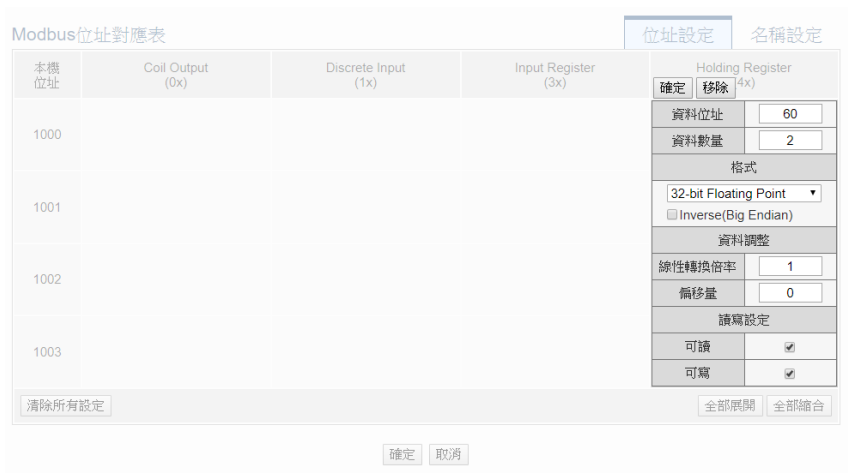 Modbus位址對應表
位址設定 名稱設定
本機
位址
Coil Output
(0x)
Discrete Input
(1x)
Input Register
(3x)
Holding Register
4x)
確定 移除
資料位址 60
1000
資料數量 2
格式
32-bit Floating Point
1001
Inverse(Big Endian)
資料調整
線性轉換倍率 1
1002
偏移量 0
讀寫設定
可讀
1003
可寫
清除所有設定 全部展開 全部縮合
確定 取消